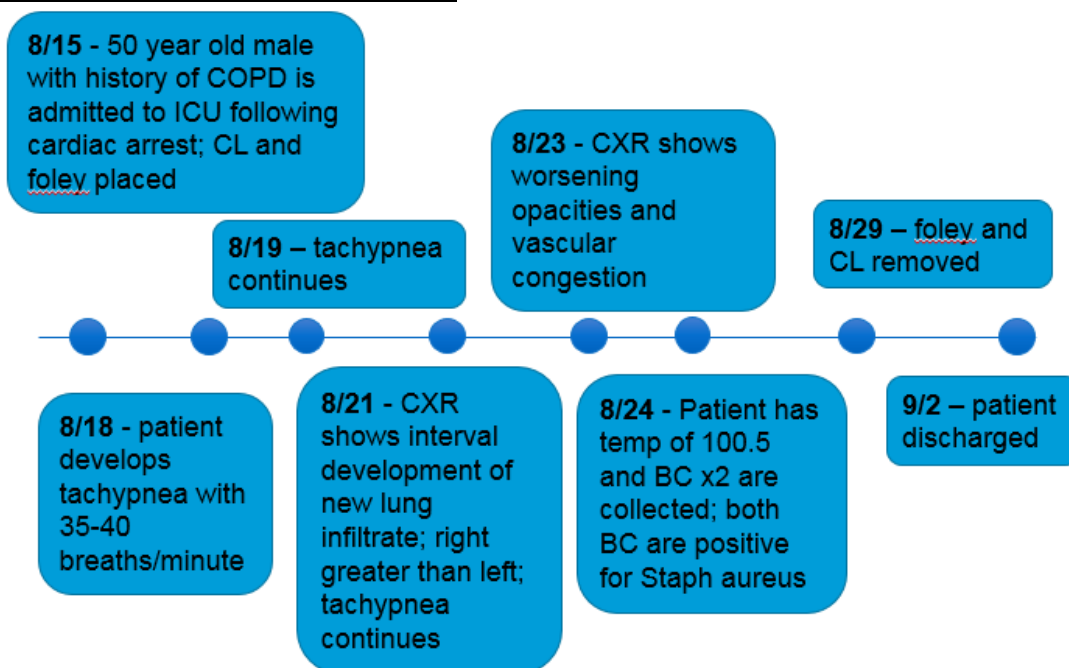 8/15 - 50 year old male
with history of COPD is
admitted to ICU following
cardiac arrest; CL and
foley placed
8/18 - patient
develops
tachypnea with
35-40
breaths/minute
8/19 – tachypnea
continues
8/21 - CXR
shows interval
development of
new lung
infiltrate; right
greater than left;
tachypnea
continues
8/23 - CXR shows
worsening
opacities and
vascular
congestion
8/24 - Patient has
temp of 100.5
and BC x2 are
collected; both
BC are positive
for Staph aureus
8/29 – foley and
CL removed
9/2 – patient
discharged